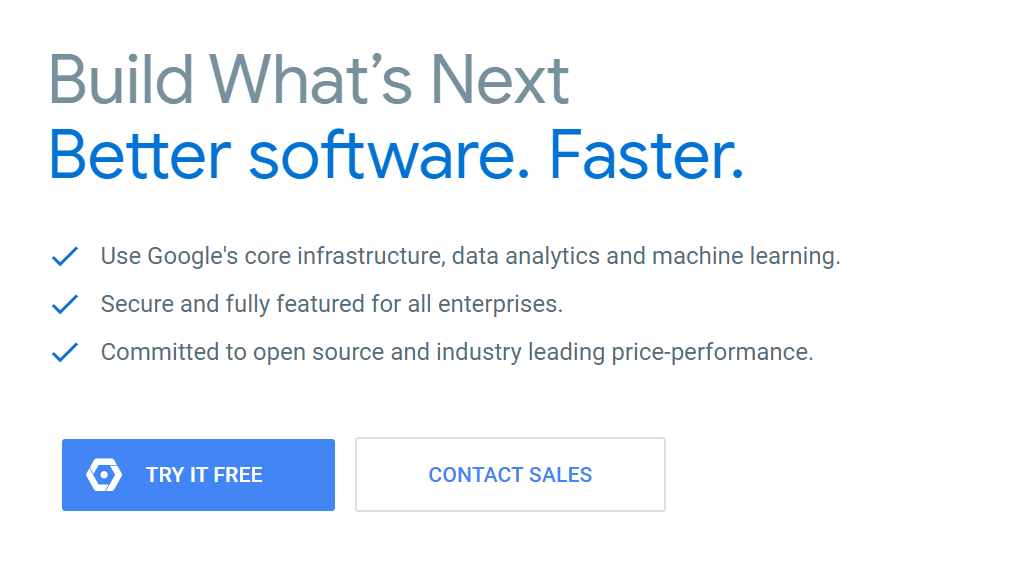 Build What’s Next
Better software. Faster.
Use Google's core infrastructure, data analytics and machine learning.
Secure and fully featured for all enterprises.
Committed to open source and industry leading price-performance.
TRY IT FREE
CONTACT SALES